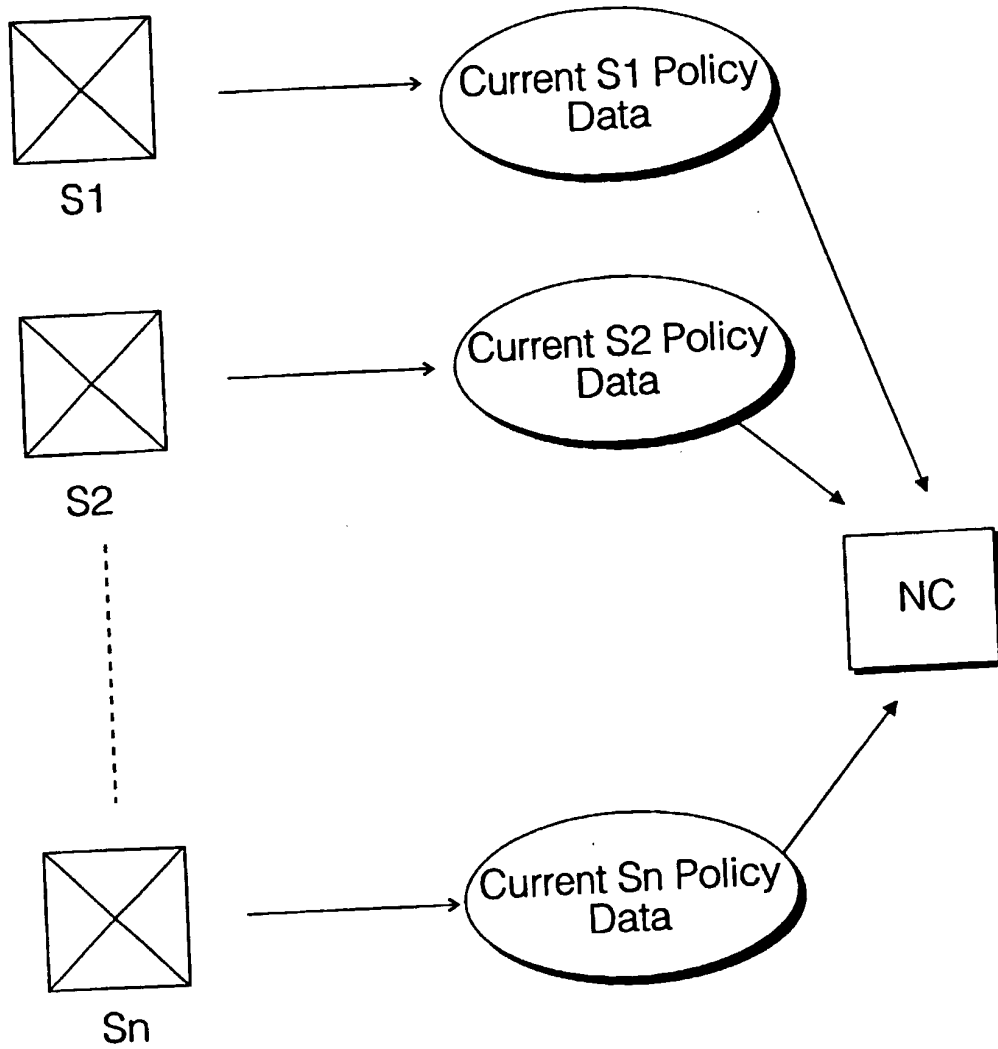 Current S1 Policy
Data
S1
Current S2 Policy
Data
S2
NC
Current Sn Policy
Data
Sn